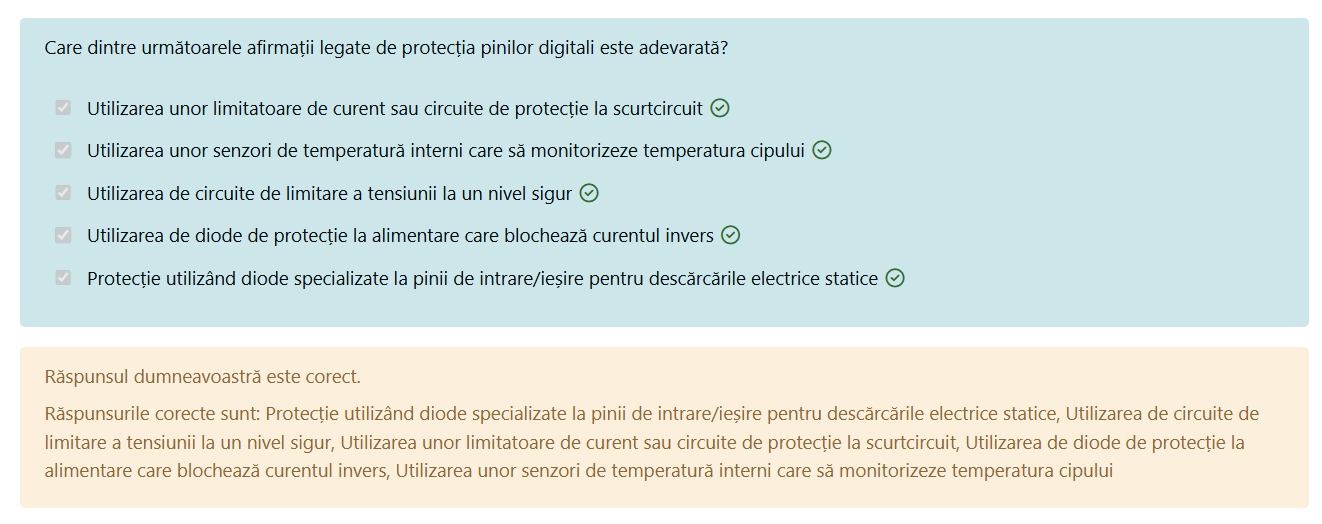 Care dintre următoarele afirmații legate de protecția pinilor digitali este adevarată?
Utilizarea unor limitatoare de curent sau circuite de protecție la scurtcircuit
Utilizarea unor senzori de temperatură interni care să monitorizeze temperatura cipului
Utilizarea de circuite de limitare a tensiunii la un nivel sigur
Utilizarea de diode de protecție la alimentare care blochează curentul invers
Protecție utilizând diode specializate la pinii de intrare/ieșire pentru descărcările electrice statice
Răspunsul dumneavoastră este corect.
Răspunsurile corecte sunt: Protecție utilizând diode specializate la pinii de intrare/ieșire pentru descărcările electrice statice, Utilizarea de circuite de
limitare a tensiunii la un nivel sigur, Utilizarea unor limitatoare de curent sau circuite de protecție la scurtcircuit, Utilizarea de diode de protecție la
alimentare care blochează curentul invers, Utilizarea unor senzori de temperatură interni care să monitorizeze temperatura cipului